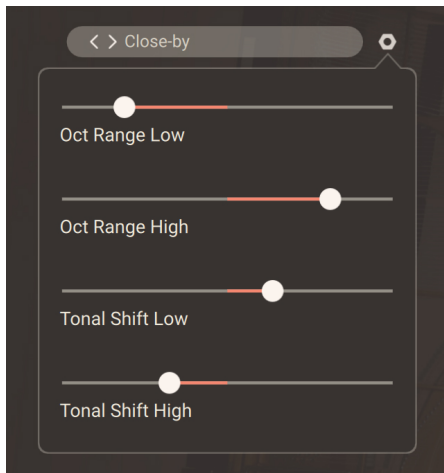 Close-by
Oct Range Low
Oct Range High
Tonal Shift Low
Tonal Shift High